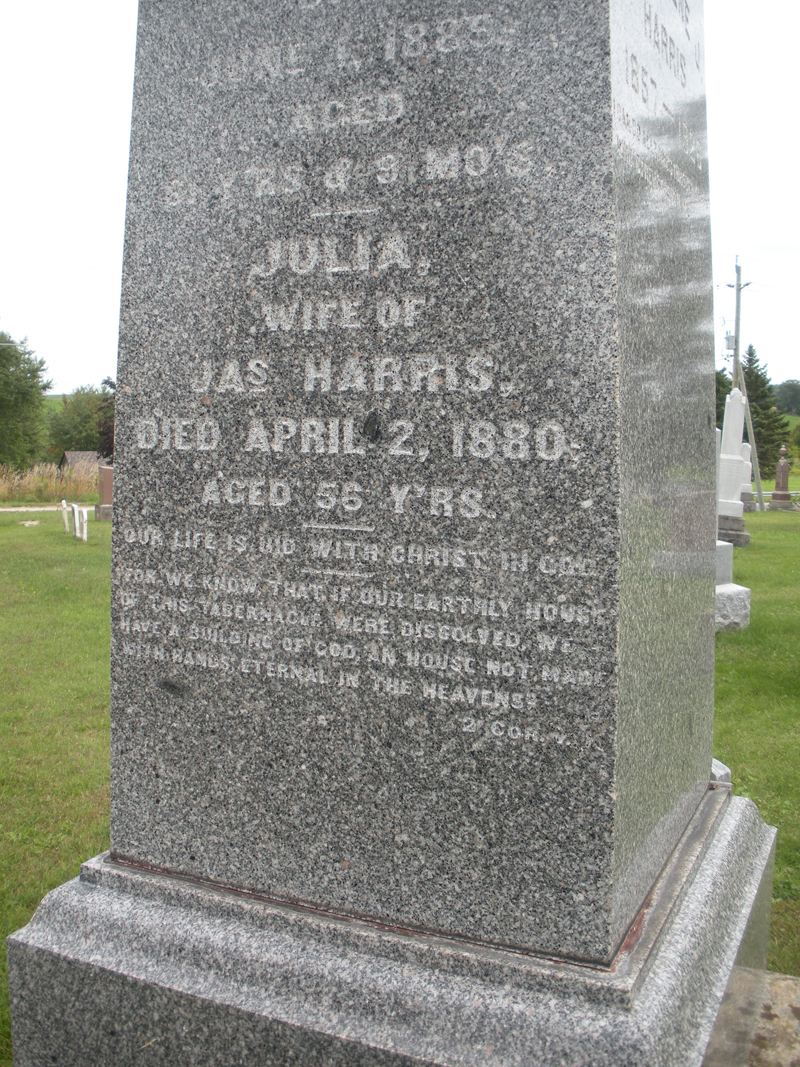 JUNE 1, 1885.
AGED
Y'RS & 9 MO'S.
JULIA,
WIFE OF
JAS HARRIS.
DIED APRIL 2, 1880;
AGED 56 Y'RS.
OUR LIFE IS HID WITH CHRIST IN GOD.
FOR WE KNOW THAT IF OUR EARTHLY HOUSE
OF THIS TABERNACLE WERE DISSOLVED, WE
HAVE A BUILDING OF GOD, AN HOUSE NOT MADE
WITH HANDS, ETERNAL IN THE HEAVENS.
2 COR.
HARRIS
1857